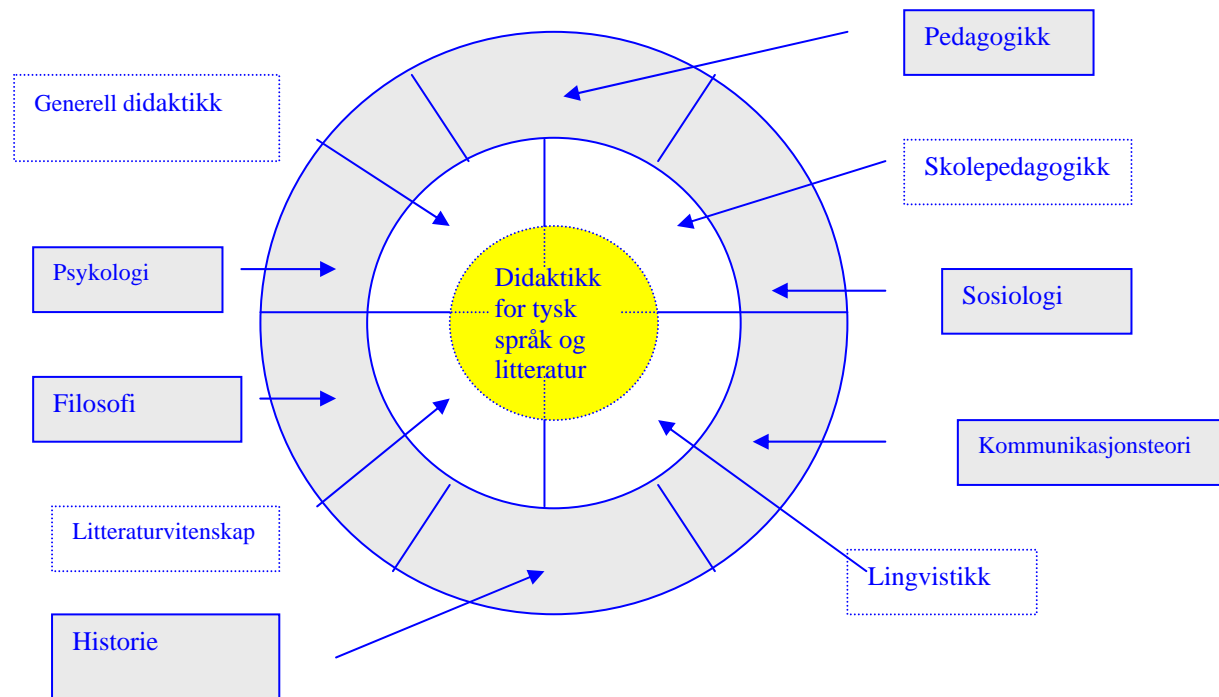 Pedagogikk
Generell didaktikk
Skolepedagogikk
Psykologi
Didaktikk
for tysk
språk og
litteratur
Sosiologi
Filosofi
Kommunikasjonsteori
Litteraturvitenskap
Lingvistikk
Historie